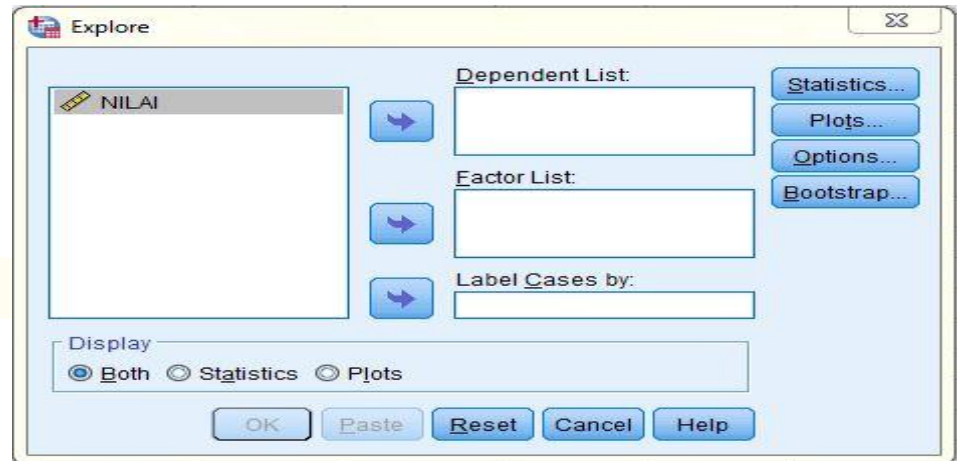 Explore
NILAI
Dependent List:
Factor List:
Label Cases by:
Statistics...
Plots...
Options...
Bootstrap...
Display
Both Statistics Plots
OK Paste Reset Cancel Help